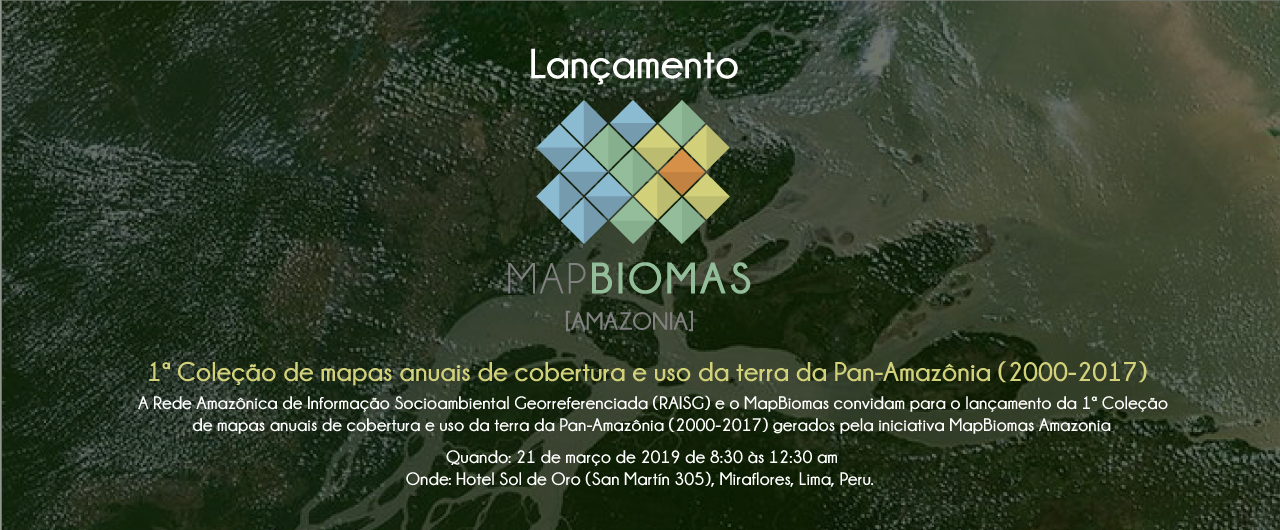 Lançamento
MAPBIOMAS
[AMAZONIA]
1ª Coleção de mapas anuais de cobertura e uso da terra da Pan-Amazônia (2000-2017)
A Rede Amazônica de Informação Socioambiental Georreferenciada (RAISG) e o MapBiomas convidam para o lançamento da 1ª Coleção
de mapas anuais de cobertura e uso da terra da Pan-Amazônia (2000-2017) gerados pela iniciativa MapBiomas Amazonia
Quando: 21 de março de 2019 de 8:30 às 12:30 am
Onde: Hotel Sol de Oro (San Martín 305), Miraflores, Lima, Peru.